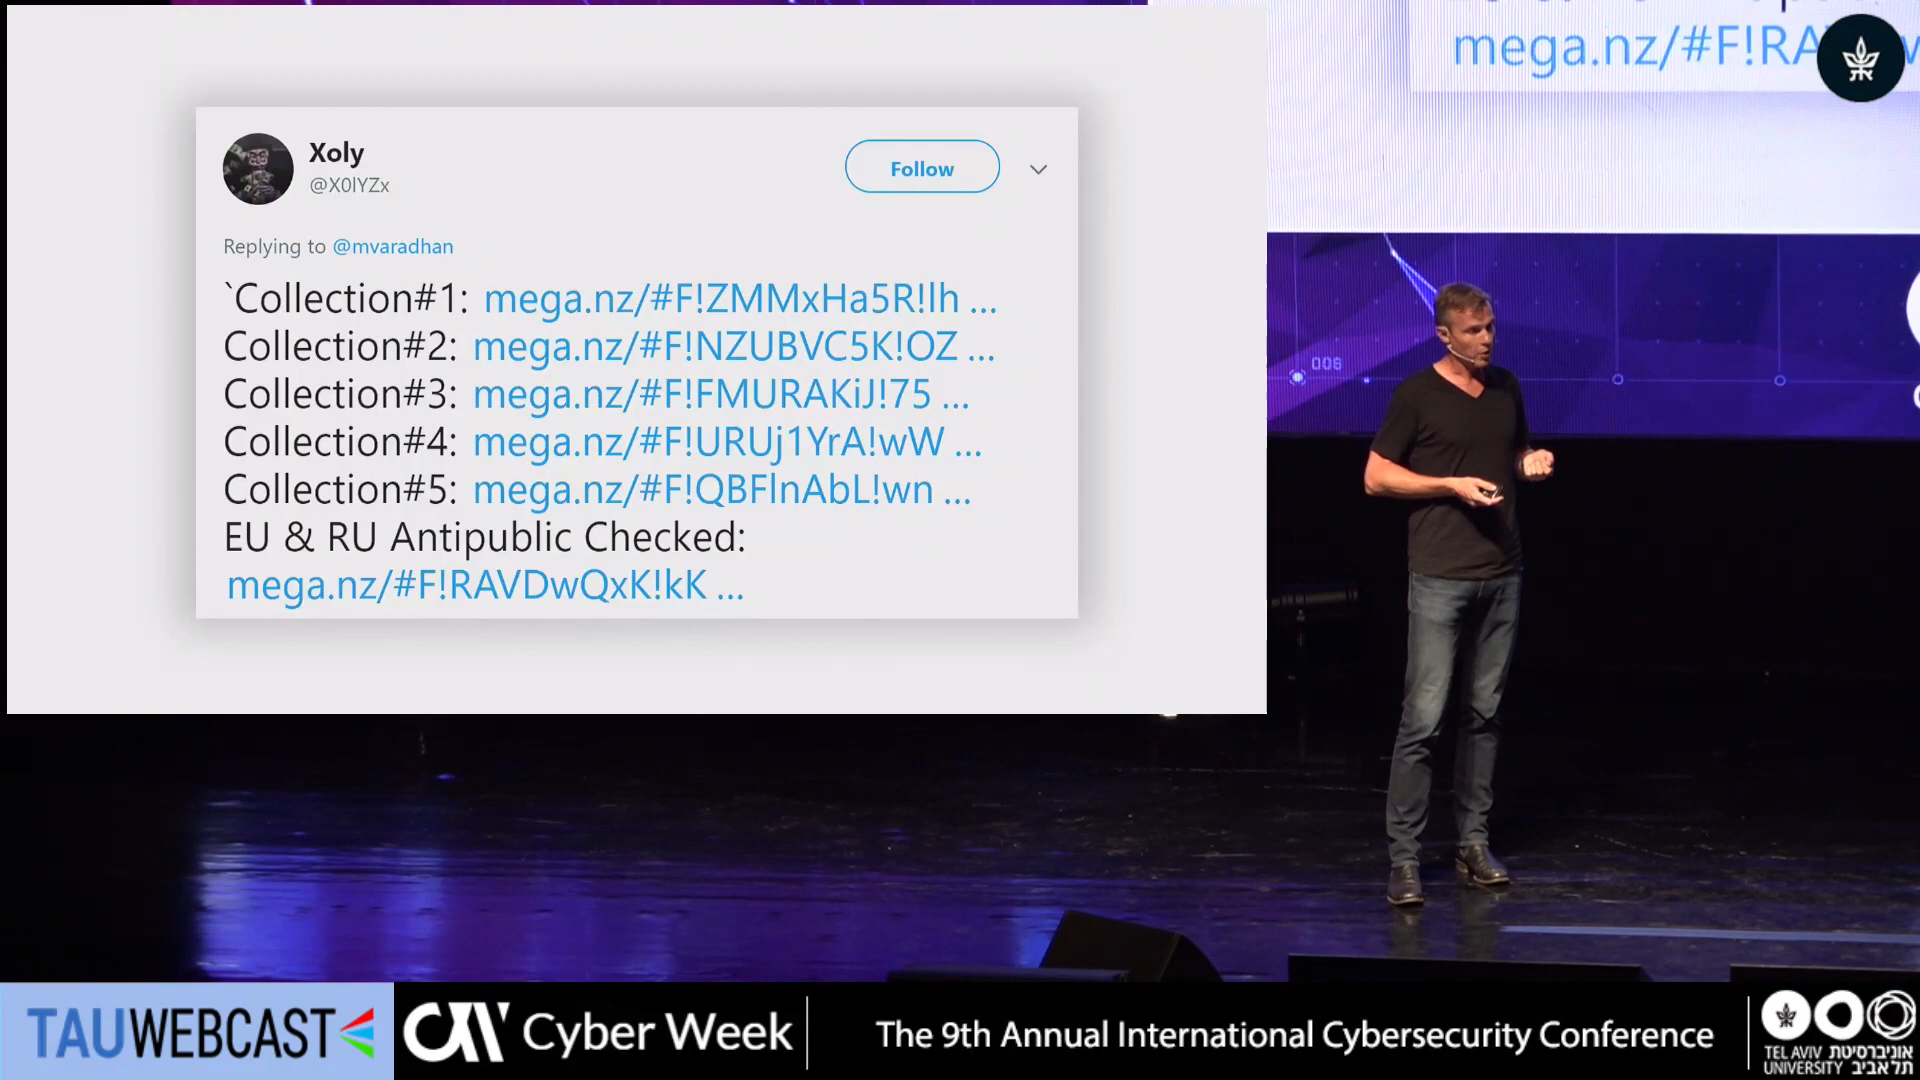 Xoly
@X0lYZx
Follow
Replying to @mvaradhan
`Collection#1: mega.nz/#F!ZMMxHa5R!lh ...
Collection#2: mega.nz/#F!NZUBVC5K!OZ ...
Collection#3: mega.nz/#F!FMURAKiJ!75 ...
Collection#4: mega.nz/#F!URUj1YrA!wW ...
Collection#5: mega.nz/#F!QBFlnAbL!wn ...
EU & RU Antipublic Checked:
mega.nz/#F!RAVDwQxK!kK ...
mega.nz/#F!RA
006
TAUWEBCAST
Cyber Week
The 9th Annual International Cybersecurity Conference
TEL AVIV אוניברסיטת
UNIVERSITY תל אביב